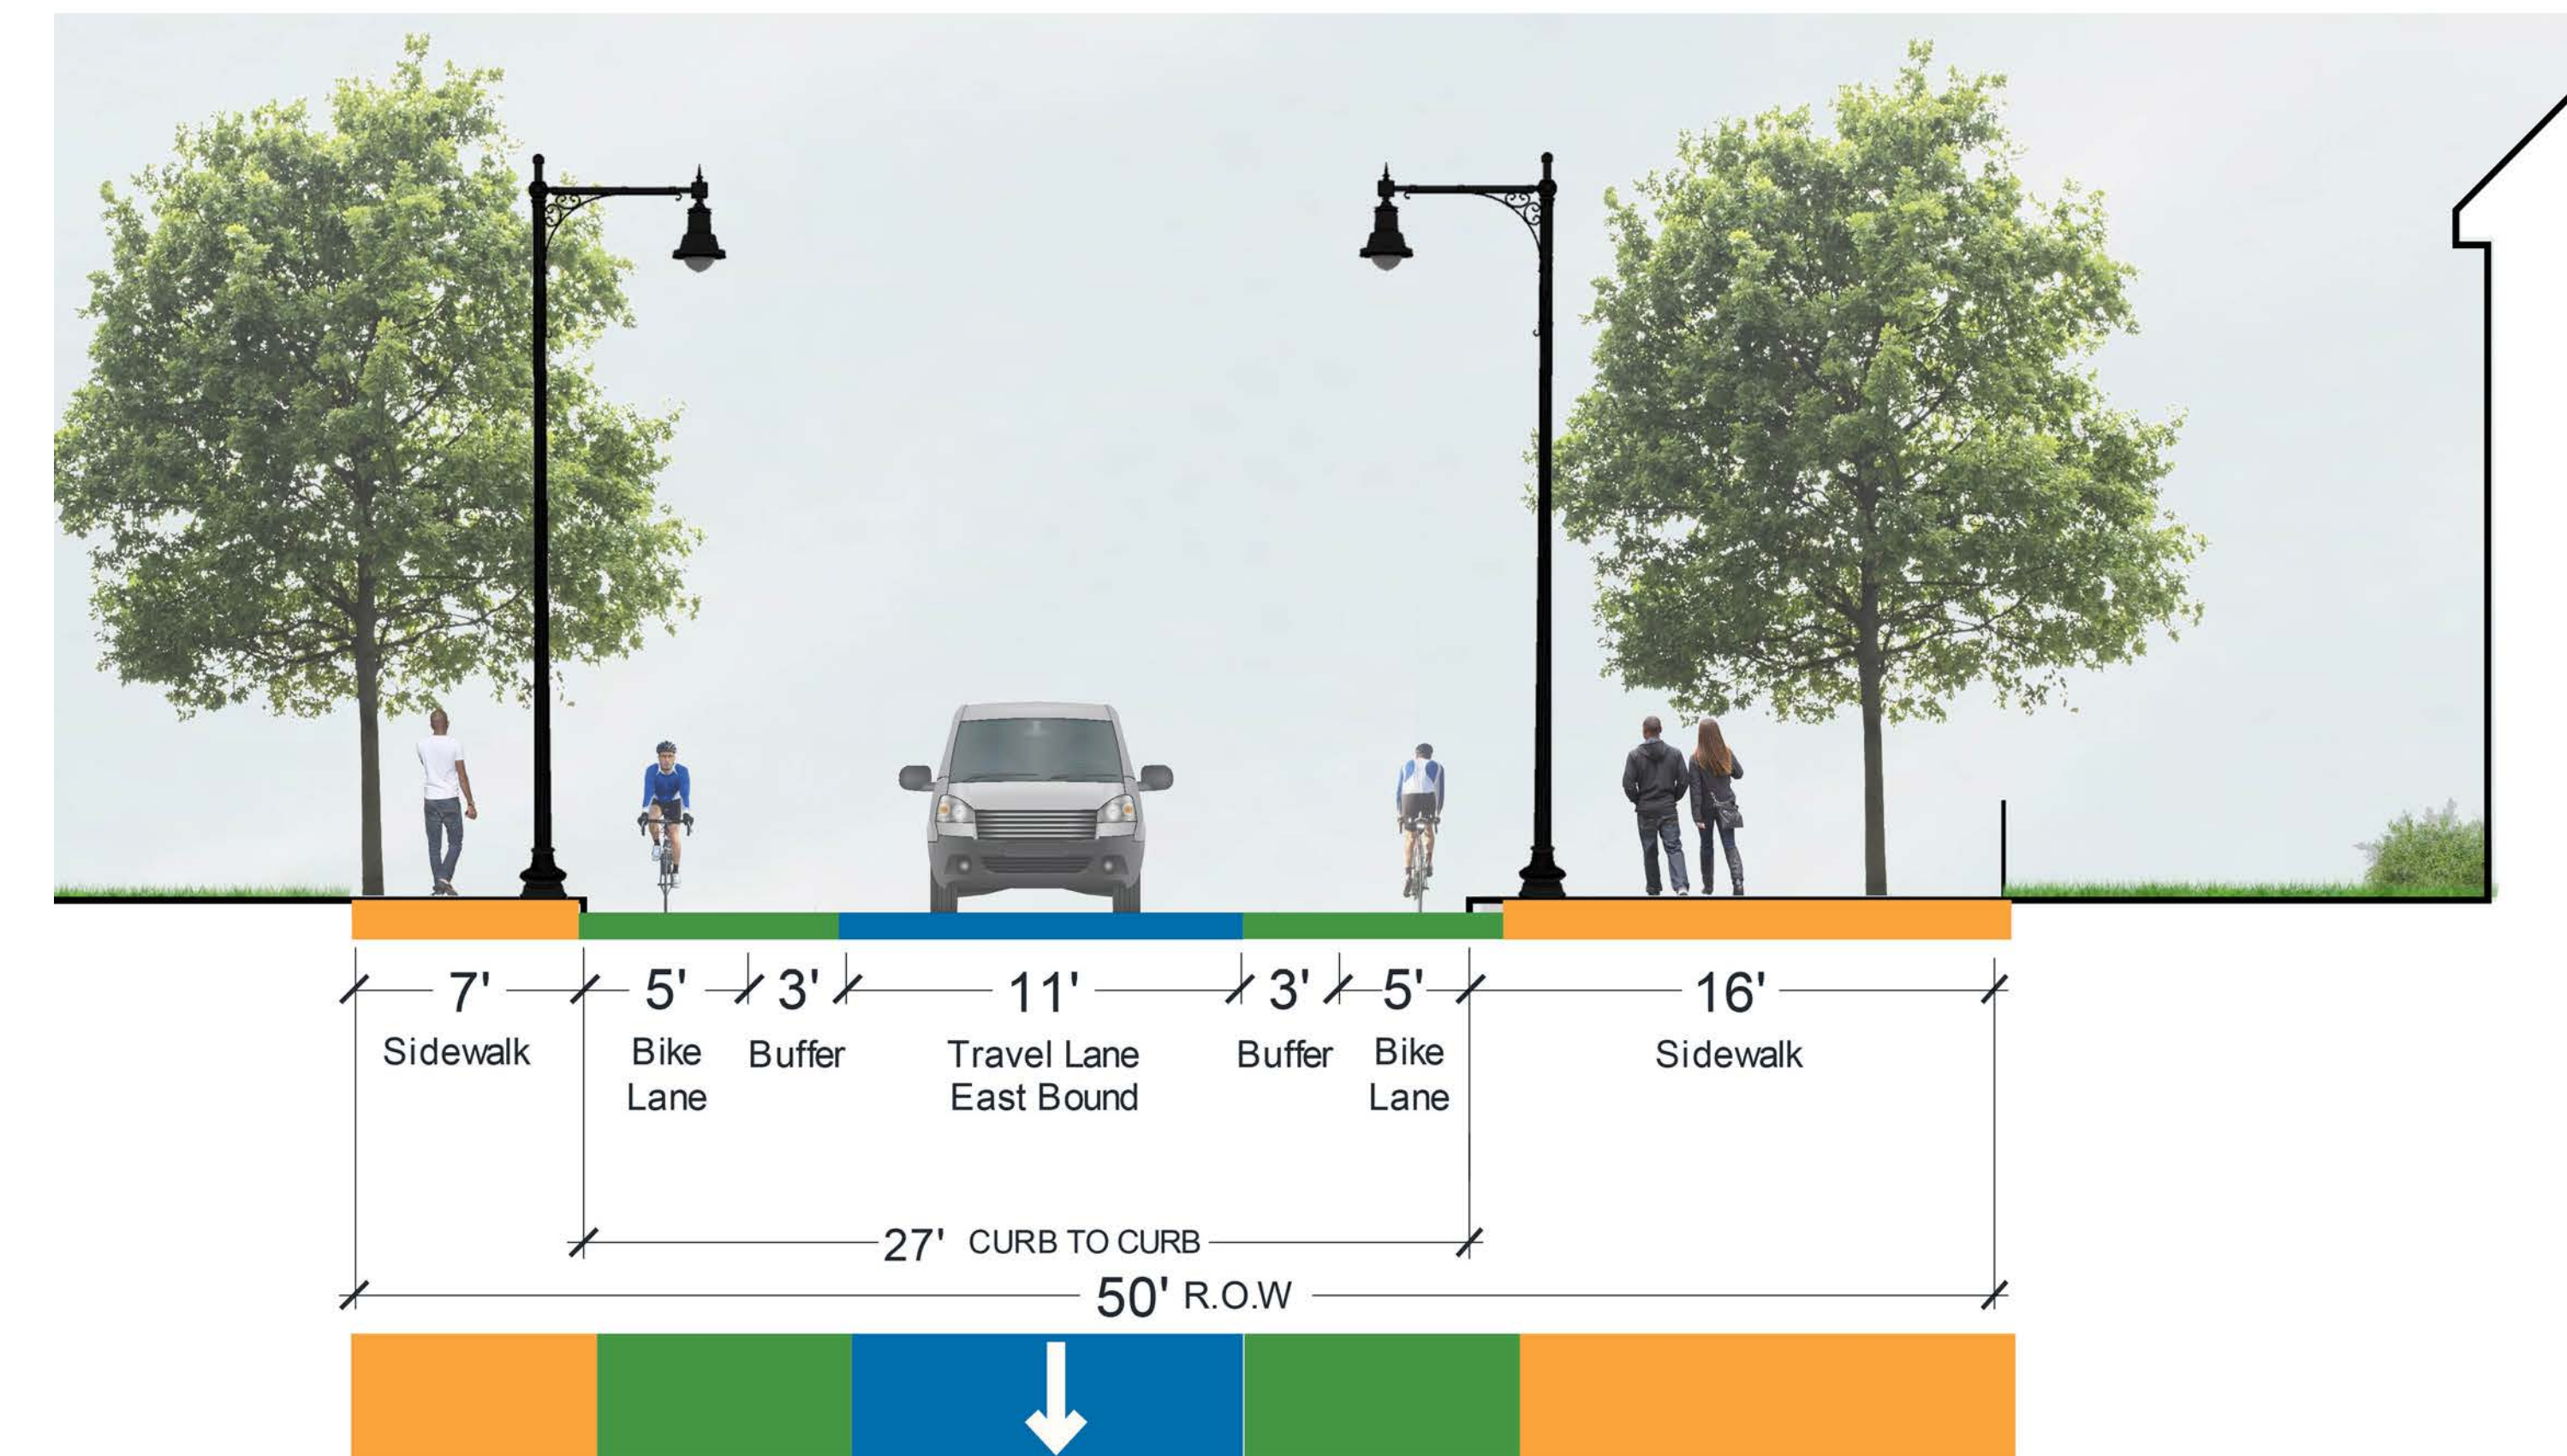 7' 5' 3' 11' 3' 5' 16'
Sidewalk Bike Buffer Travel Lane Buffer Bike Sidewalk
Lane East Bound Lane
27' CURB TO CURB
50' R.O.W